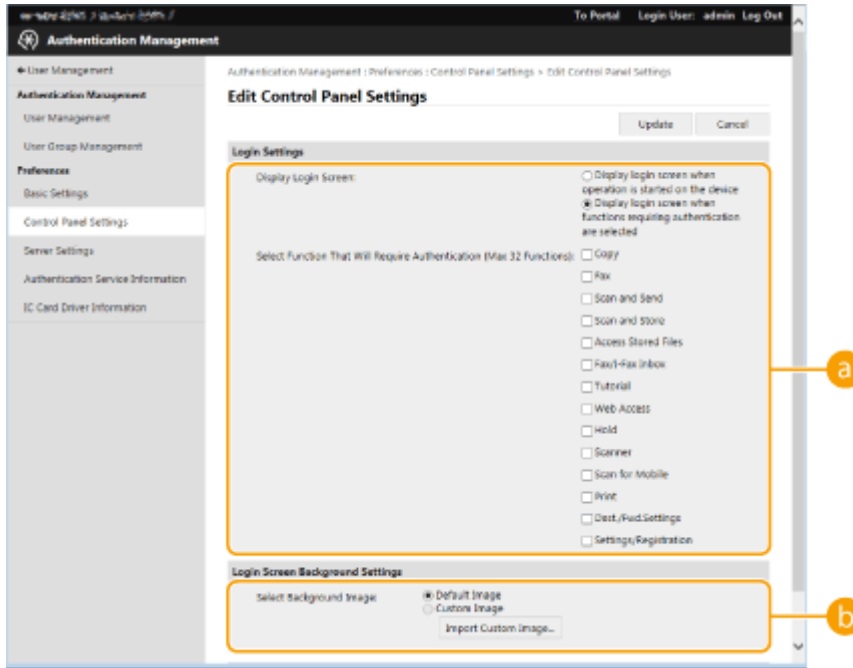 To Portal Login User: admin Log Out
Authentication Management
User Management
Authentication Management : Preferences : Control Panel Settings > Edit Control Panel Settings
Authentication Management
Edit Control Panel Settings
User Management
Update Cancel
User Group Management
Login Settings
Preferences
Display Login Screen:
Display login screen when
operation is started on the device
Basic Settings
Display login screen when
functions requiring authentication
are selected
Control Panel Settings
Server Settings
Select Function That Will Require Authentication (Max 32 Functions):
Copy
Authentication Service Information
Fax
Scan and Send
IC Card Driver Information
Scan and Store
Access Stored Files
Fax/I-Fax Inbox
a
Tutorial
Web Access
Hold
Scanner
Scan for Mobile
Print
Dest./Fwd.Settings
Settings/Registration
Login Screen Background Settings
Select Background Image:
Default Image
Custom Image
b
Import Custom Image...